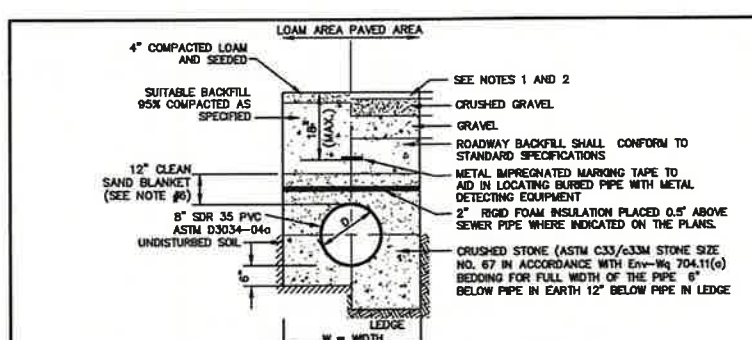 LOAM AREA PAVED AREA
4" COMPACTED LOAM
AND SEEDED
SUITABLE BACKFILL
95% COMPACTED AS
SPECIFIED
18"
(MAX.)
12" CLEAN
SAND BLANKET
(SEE NOTE #6)
8" SDR 35 PVC
ASTM D3034-04a
UNDISTURBED SOIL
D
6"
SEE NOTES 1 AND 2
CRUSHED GRAVEL
GRAVEL
ROADWAY BACKFILL SHALL CONFORM TO
STANDARD SPECIFICATIONS
METAL IMPREGNATED MARKING TAPE TO
AID IN LOCATING BURIED PIPE WITH METAL
DETECTING EQUIPMENT
2" RIGID FOAM INSULATION PLACED 0.5' ABOVE
SEWER PIPE WHERE INDICATED ON THE PLANS.
CRUSHED STONE (ASTM C33/c33M STONE SIZE
NO. 67 IN ACCORDANCE WITH Env-Wq 704.11(a)
BEDDING FOR FULL WIDTH OF THE PIPE 6"
BELOW PIPE IN EARTH 12" BELOW PIPE IN LEDGE
LEDGE
W = WIDTH